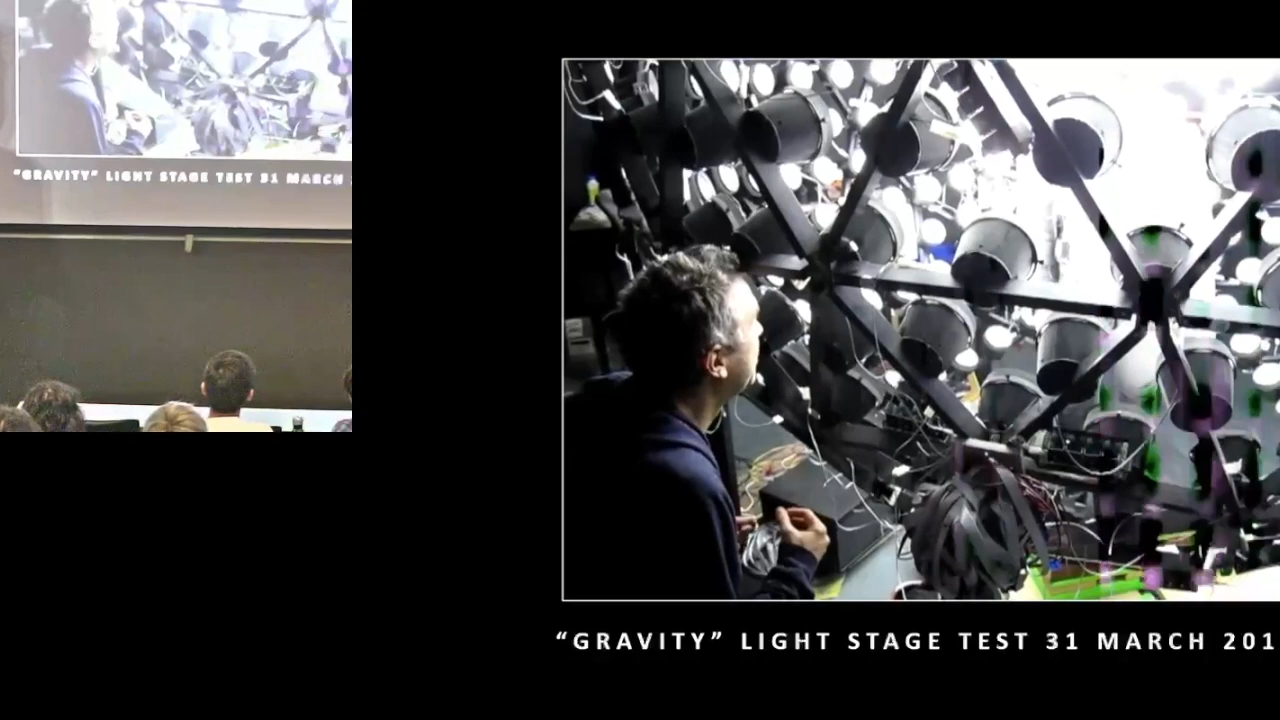 "GRAVITY" LIGHT STAGE TEST 31 MARCH
“GRAVITY” LIGHT STAGE TEST 31 MARCH 201